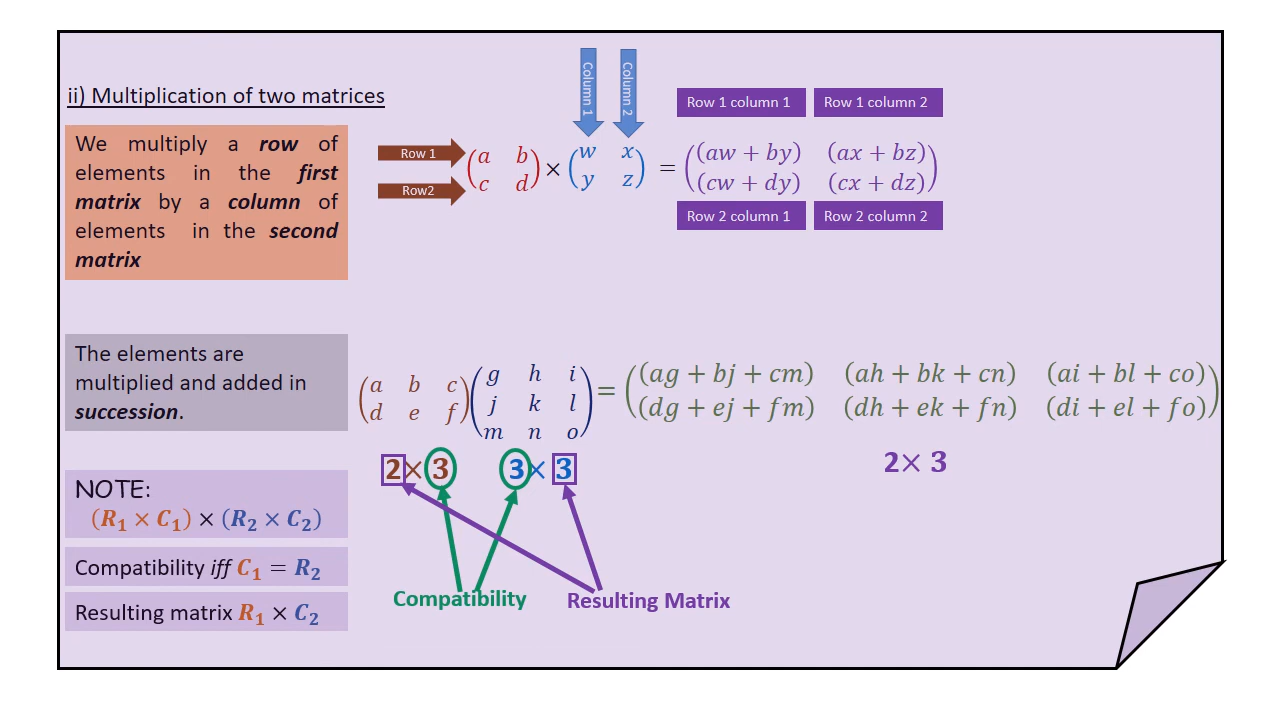 ii) Multiplication of two matrices
We multiply a row of
elements in the first
matrix by a column of
elements in the second
matrix
Column 1
Column 2
Row 1
Row2
(a b) × (w x) = ((aw + by) (ax + bz))
(c d) (y z) ((cw + dy) (cx + dz))
Row 1 column 1
Row 1 column 2
Row 2 column 1
Row 2 column 2
The elements are
multiplied and added in
succession.
(a b c) (g h i) = ((ag + bj + cm) (ah + bk + cn) (ai + bl + co))
(d e f) (j k l) ((dg + ej + fm) (dh + ek + fn) (di + el + fo))
(m n o)
2 × 3 3 × 3
2 × 3
Compatibility
Resulting Matrix
NOTE:
(R₁ × C₁) × (R₂ × C₂)
Compatibility iff C₁ = R₂
Resulting matrix R₁ × C₂